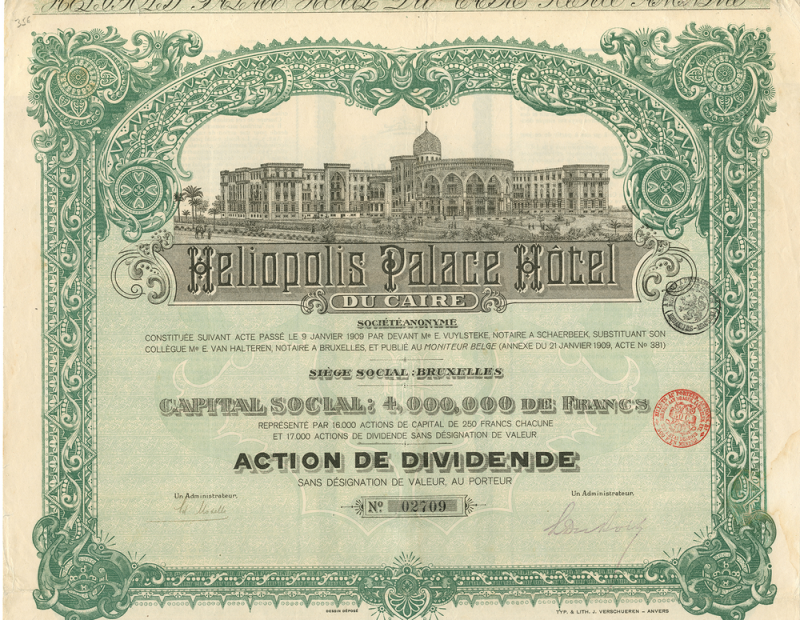 356
Heliopolis Palace Hôtel
DU CAIRE
SOCIÉTÉ ANONYME
CONSTITUÉE SUIVANT ACTE PASSÉ LE 9 JANVIER 1909 PAR DEVANT Me E. VUYLSTEKE, NOTAIRE A SCHAERBEEK, SUBSTITUANT SON
COLLÈGUE Me E. VAN HALTEREN, NOTAIRE A BRUXELLES, ET PUBLIÉ AU MONITEUR BELGE (ANNEXE DU 21 JANVIER 1909, ACTE No 381)
SIÈGE SOCIAL : BRUXELLES
CAPITAL SOCIAL : 4,000,000 DE FRANCS
REPRÉSENTÉ PAR 16.000 ACTIONS DE CAPITAL DE 250 FRANCS CHACUNE
ET 17.000 ACTIONS DE DIVIDENDE SANS DÉSIGNATION DE VALEUR
ACTION DE DIVIDENDE
SANS DÉSIGNATION DE VALEUR, AU PORTEUR
Un Administrateur,
Un Administrateur,
No 02709
DESSIN DÉPOSÉ
TYP. & LITH. J. VERSCHUEREN - ANVERS